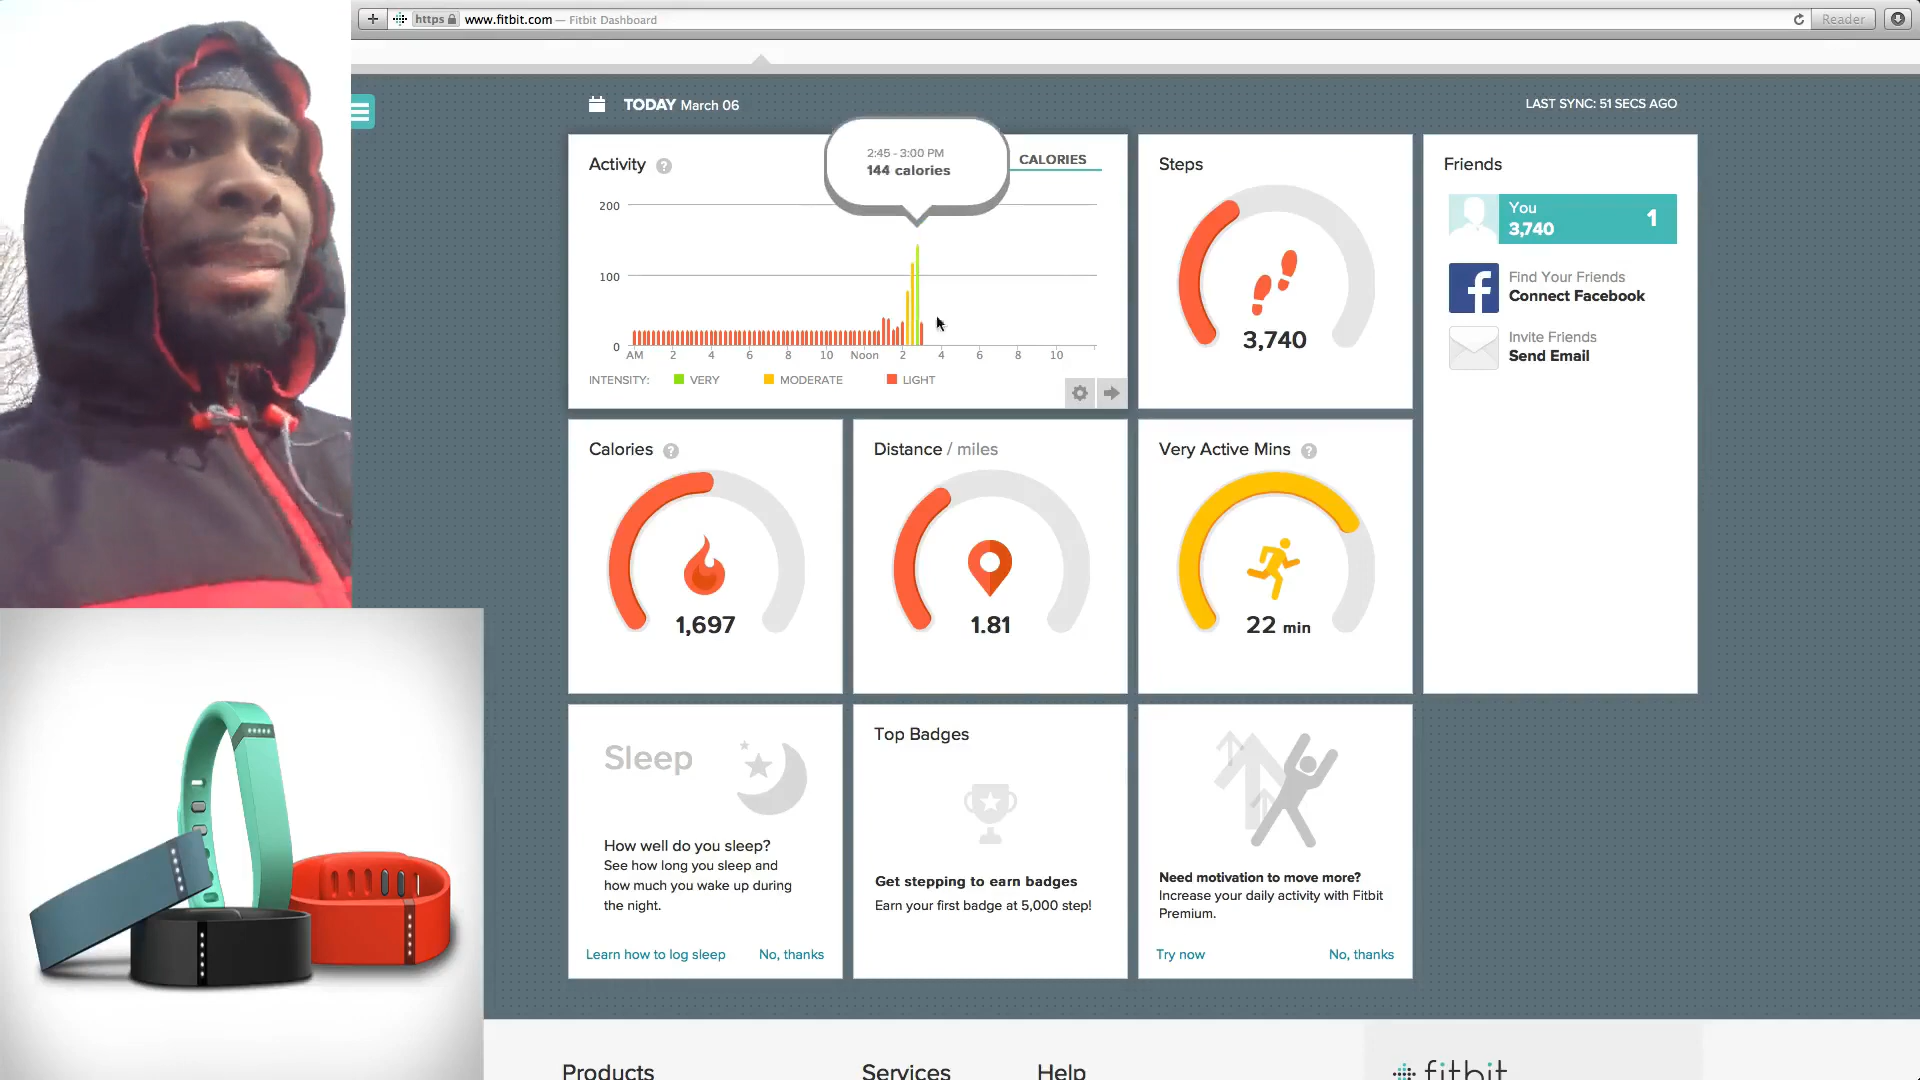 https www.fitbit.com — Fitbit Dashboard
Reader
TODAY March 06
LAST SYNC: 51 SECS AGO
Activity ?
2:45 - 3:00 PM
144 calories
CALORIES
200
100
0
AM 2 4 6 8 10 Noon 2 4 6 8 10
INTENSITY: VERY MODERATE LIGHT
Steps
3,740
Friends
You
3,740
1
Find Your Friends
Connect Facebook
Invite Friends
Send Email
Calories ?
1,697
Distance / miles
1.81
Very Active Mins ?
22 min
Sleep
How well do you sleep?
See how long you sleep and
how much you wake up during
the night.
Learn how to log sleep No, thanks
Top Badges
Get stepping to earn badges
Earn your first badge at 5,000 step!
Need motivation to move more?
Increase your daily activity with Fitbit
Premium.
Try now No, thanks
Products
Services
Help
fitbit